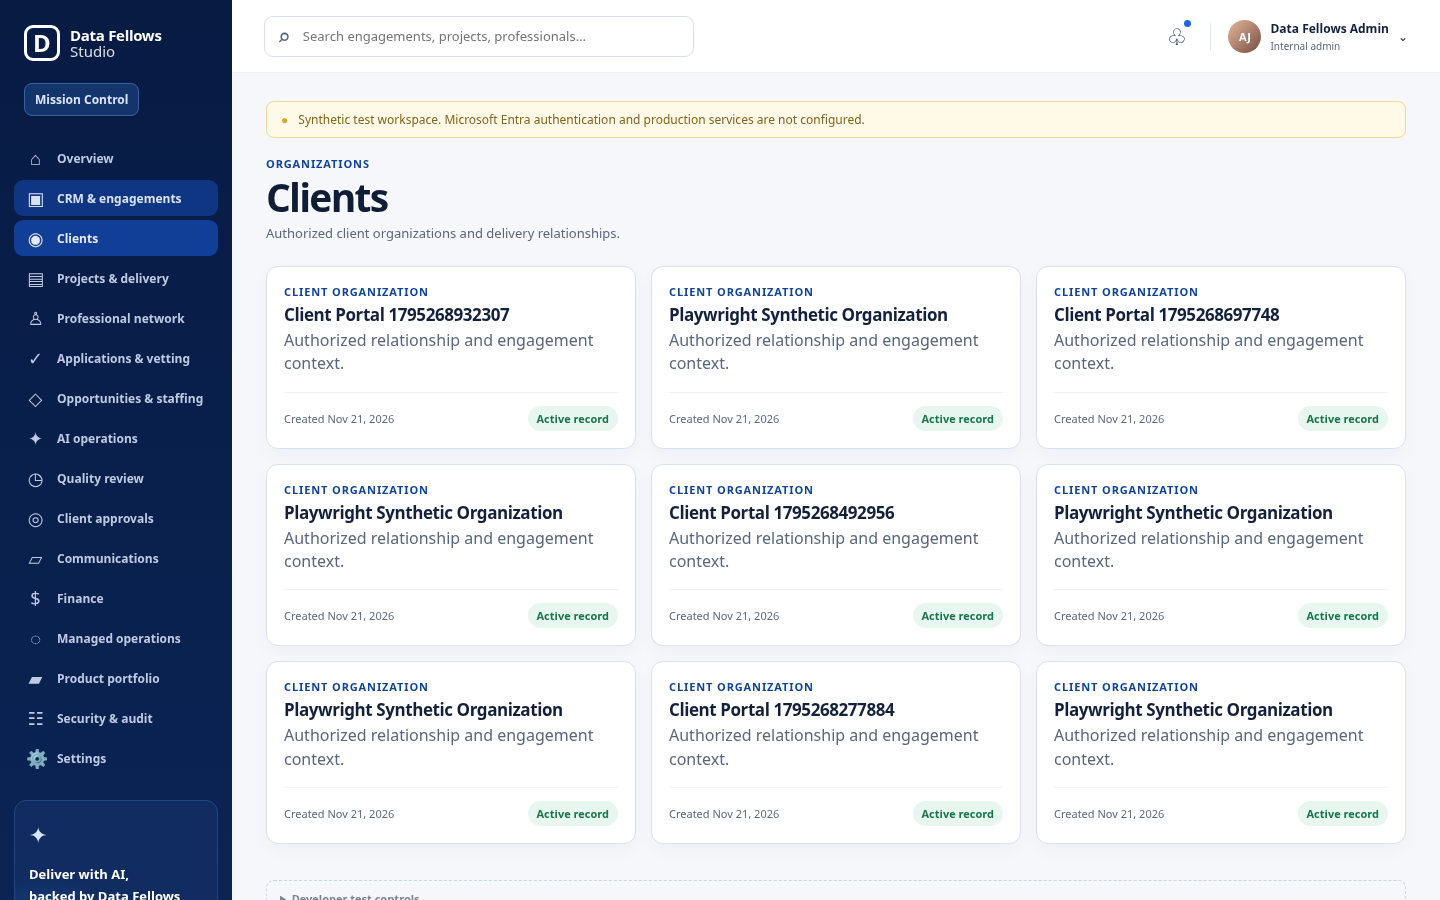 D
Data Fellows
Studio
Mission Control
Overview
CRM & engagements
Clients
Projects & delivery
Professional network
Applications & vetting
Opportunities & staffing
AI operations
Quality review
Client approvals
Communications
$ Finance
Managed operations
Product portfolio
Security & audit
Settings
Deliver with AI,
backed by Data Fellows
Search engagements, projects, professionals...
AJ
Data Fellows Admin
Internal admin
Synthetic test workspace. Microsoft Entra authentication and production services are not configured.
ORGANIZATIONS
Clients
Authorized client organizations and delivery relationships.
CLIENT ORGANIZATION
Client Portal 1795268932307
Authorized relationship and engagement
context.
Created Nov 21, 2026
Active record
CLIENT ORGANIZATION
Playwright Synthetic Organization
Authorized relationship and engagement
context.
Created Nov 21, 2026
Active record
CLIENT ORGANIZATION
Client Portal 1795268697748
Authorized relationship and engagement
context.
Created Nov 21, 2026
Active record
CLIENT ORGANIZATION
Playwright Synthetic Organization
Authorized relationship and engagement
context.
Created Nov 21, 2026
Active record
CLIENT ORGANIZATION
Client Portal 1795268492956
Authorized relationship and engagement
context.
Created Nov 21, 2026
Active record
CLIENT ORGANIZATION
Playwright Synthetic Organization
Authorized relationship and engagement
context.
Created Nov 21, 2026
Active record
CLIENT ORGANIZATION
Playwright Synthetic Organization
Authorized relationship and engagement
context.
Created Nov 21, 2026
Active record
CLIENT ORGANIZATION
Client Portal 1795268277884
Authorized relationship and engagement
context.
Created Nov 21, 2026
Active record
CLIENT ORGANIZATION
Playwright Synthetic Organization
Authorized relationship and engagement
context.
Created Nov 21, 2026
Active record
Developer test controls